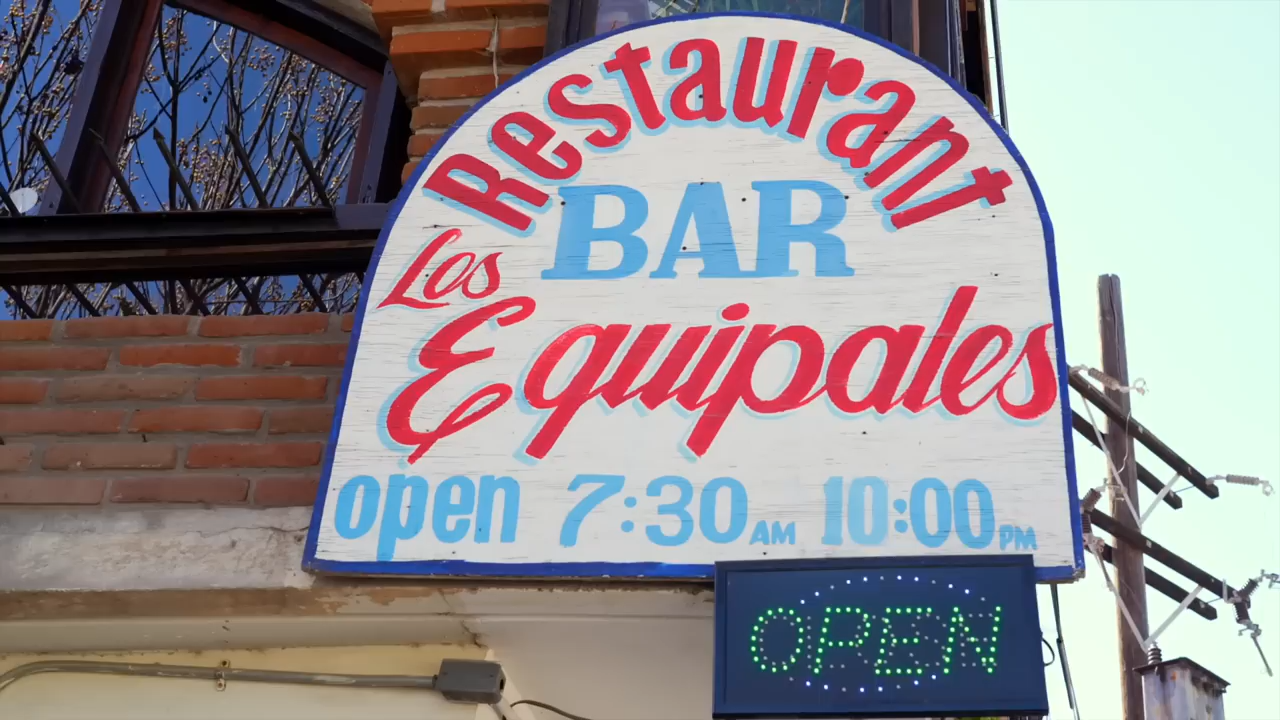 Restaurant
BAR
Los
Equipales
open 7:30 AM 10:00 PM
OPEN